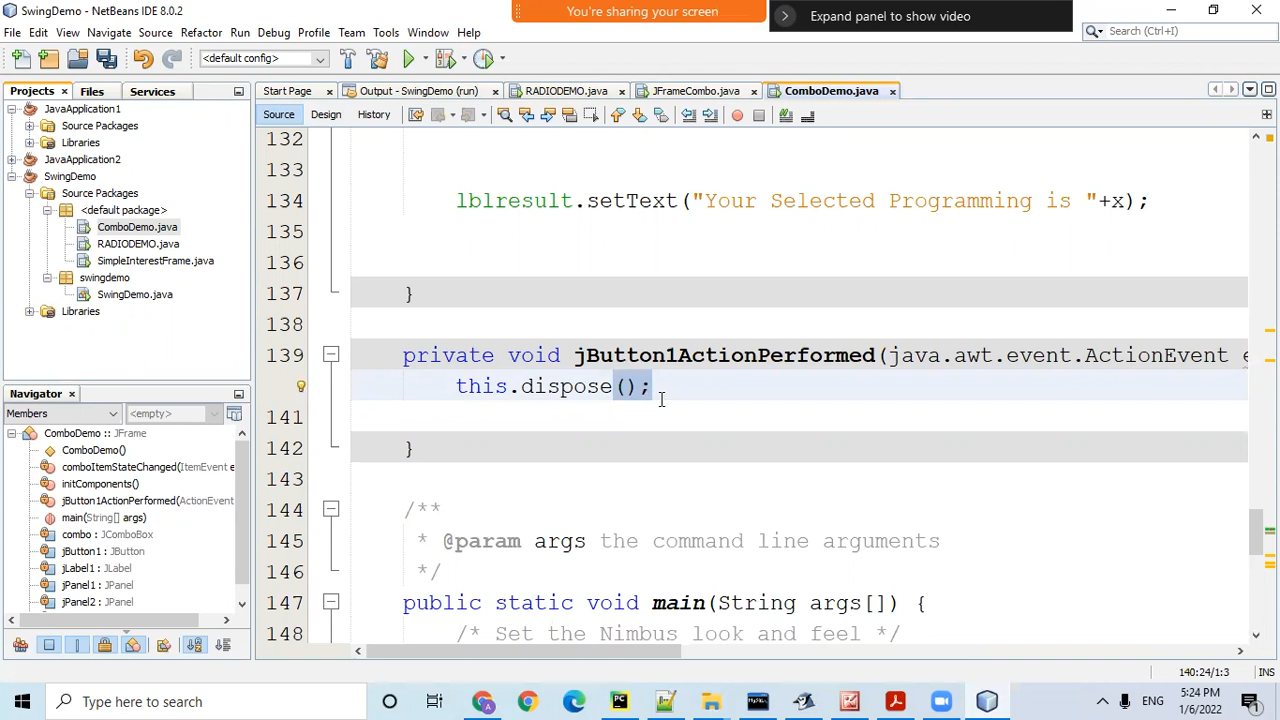 SwingDemo - NetBeans IDE 8.0.2
You're sharing your screen
Expand panel to show video
File Edit View Navigate Source Refactor Run Debug Profile Team Tools Window Help
Search (Ctrl+I)
<default config>
Projects Files Services
Start Page Output - SwingDemo (run) RADIODEMO.java JFrameCombo.java ComboDemo.java
Source Design History
JavaApplication1
Source Packages
Libraries
JavaApplication2
SwingDemo
Source Packages
<default package>
ComboDemo.java
RADIODEMO.java
SimpleInterestFrame.java
swingdemo
SwingDemo.java
Libraries
Navigator
Members <empty>
ComboDemo :: JFrame
ComboDemo()
comboItemStateChanged(ItemEvent e
initComponents()
jButton1ActionPerformed(ActionEvent
main(String[] args)
combo : JComboBox
jButton1 : JButton
jLabel1 : JLabel
jPanel1 : JPanel
jPanel2 : JPanel
132
133
134 lblresult.setText("Your Selected Programming is "+x);
135
136
137 }
138
139 private void jButton1ActionPerformed(java.awt.event.ActionEvent e
this.dispose();
141
142 }
143
144 /**
145 * @param args the command line arguments
146 */
147 public static void main(String args[]) {
148 /* Set the Nimbus look and feel */
140:24/1:3 INS
Type here to search
ENG
5:24 PM
1/6/2022
1